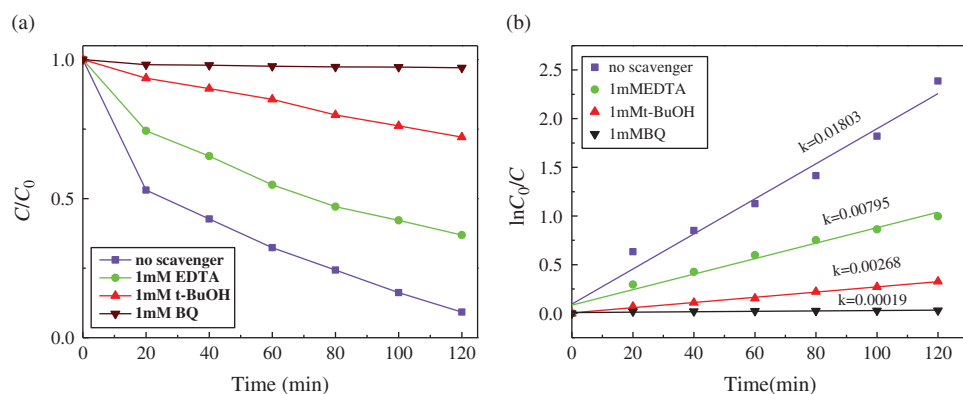 (a)
1.0
0.5
0.0
C/C0
0 20 40 60 80 100 120
Time (min)
no scavenger
1mM EDTA
1mM t-BuOH
1mM BQ
(b)
2.5
2.0
1.5
1.0
0.5
0.0
lnC0/C
0 20 40 60 80 100 120
Time(min)
no scavenger
1mMEDTA
1mMt-BuOH
1mMBQ
k=0.01803
k=0.00795
k=0.00268
k=0.00019